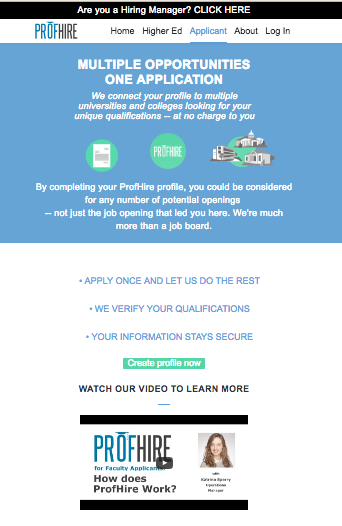 Are you a Hiring Manager? CLICK HERE
PROFHIRE
Home Higher Ed Applicant About Log In
MULTIPLE OPPORTUNITIES
ONE APPLICATION
We connect your profile to multiple
universities and colleges looking for your
unique qualifications -- at no charge to you
PROFHIRE
By completing your ProfHire profile, you could be considered
for any number of potential openings
-- not just the job opening that led you here. We're much
more than a job board.
• APPLY ONCE AND LET US DO THE REST
• WE VERIFY YOUR QUALIFICATIONS
• YOUR INFORMATION STAYS SECURE
Create profile now
WATCH OUR VIDEO TO LEARN MORE
PROFHIRE
for Faculty Applicants
How does
ProfHire Work?
with
Katrina Sperry
Operations
Manager